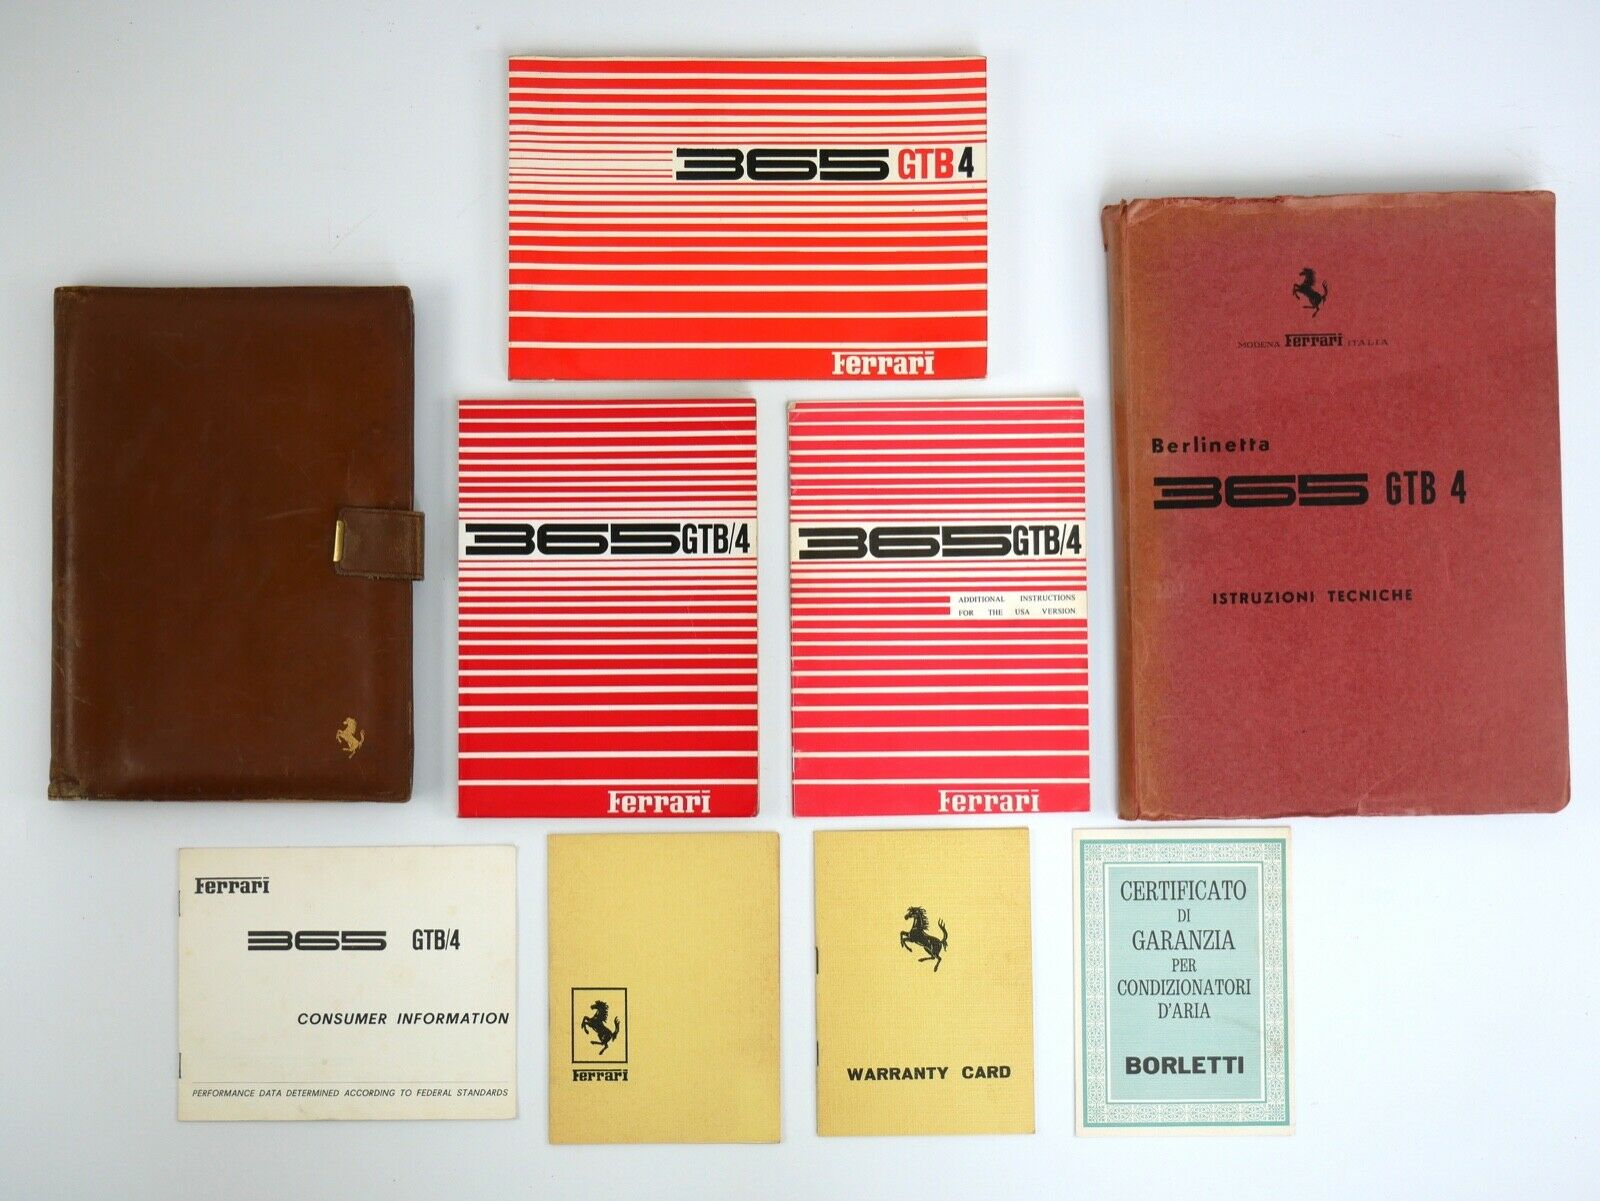 365 GTB4
Ferrari
MODENA Ferrari ITALIA
Berlinetta
365 GTB 4
ISTRUZIONI TECNICHE
365 GTB/4
Ferrari
365 GTB/4
ADDITIONAL INSTRUCTIONS
FOR THE USA VERSION
Ferrari
Ferrari
365 GTB/4
CONSUMER INFORMATION
PERFORMANCE DATA DETERMINED ACCORDING TO FEDERAL STANDARDS
Ferrari
WARRANTY CARD
CERTIFICATO
DI
GARANZIA
PER
CONDIZIONATORI
D'ARIA
BORLETTI